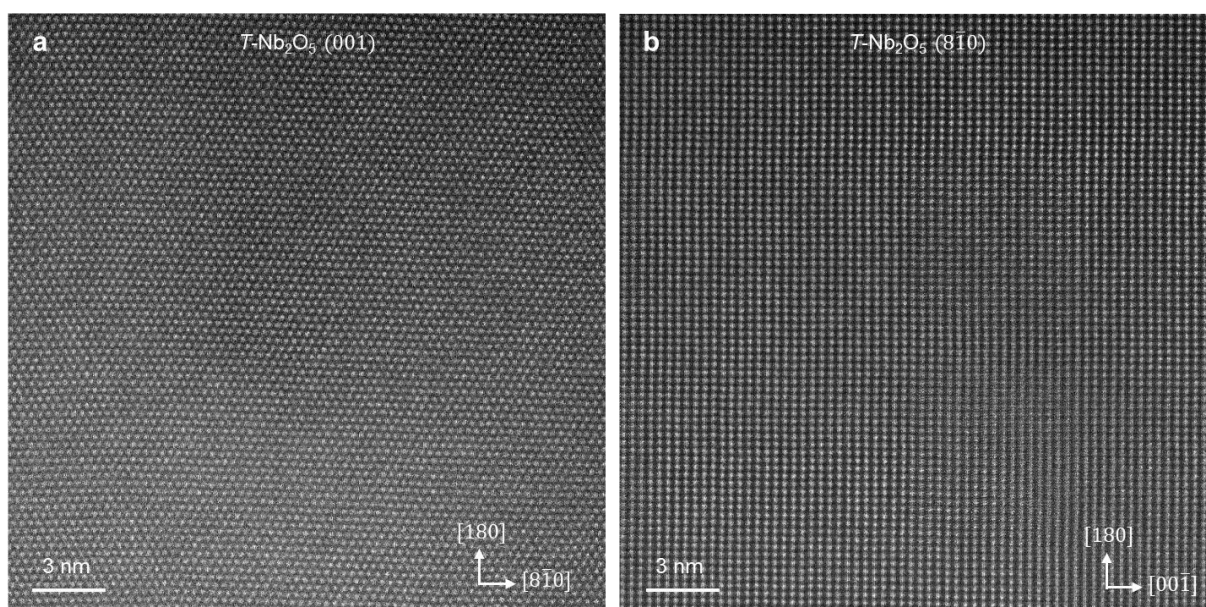 a
T-Nb₂O₅ (001)
[180]
[81̄0]
3 nm
b
T-Nb₂O₅ (81̄0)
[180]
[001̄]
3 nm